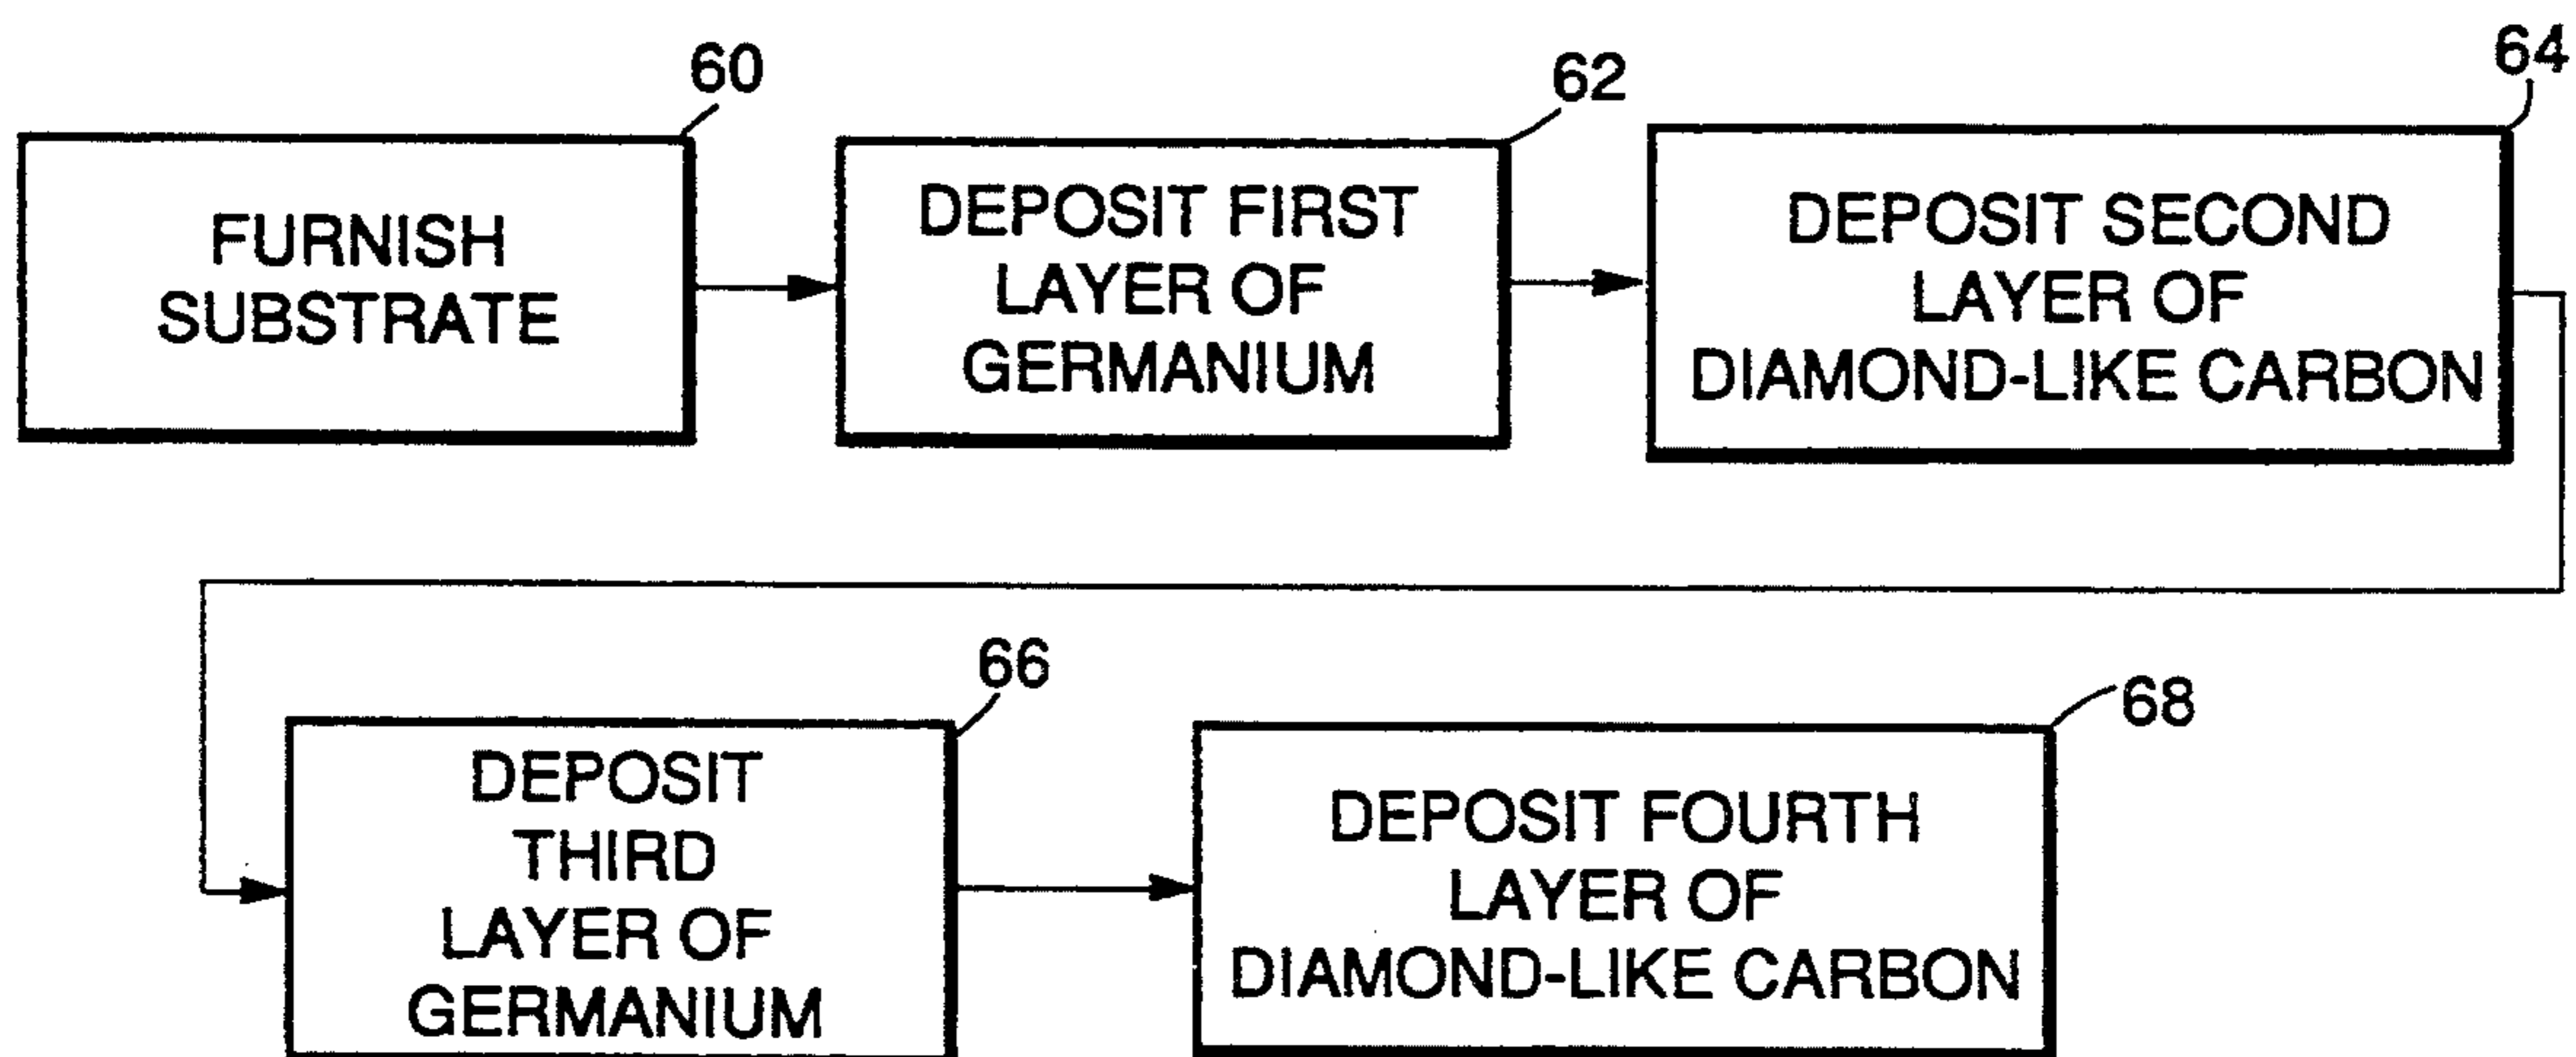 60
FURNISH
SUBSTRATE
62
DEPOSIT FIRST
LAYER OF
GERMANIUM
64
DEPOSIT SECOND
LAYER OF
DIAMOND-LIKE CARBON
66
DEPOSIT
THIRD
LAYER OF
GERMANIUM
68
DEPOSIT FOURTH
LAYER OF
DIAMOND-LIKE CARBON